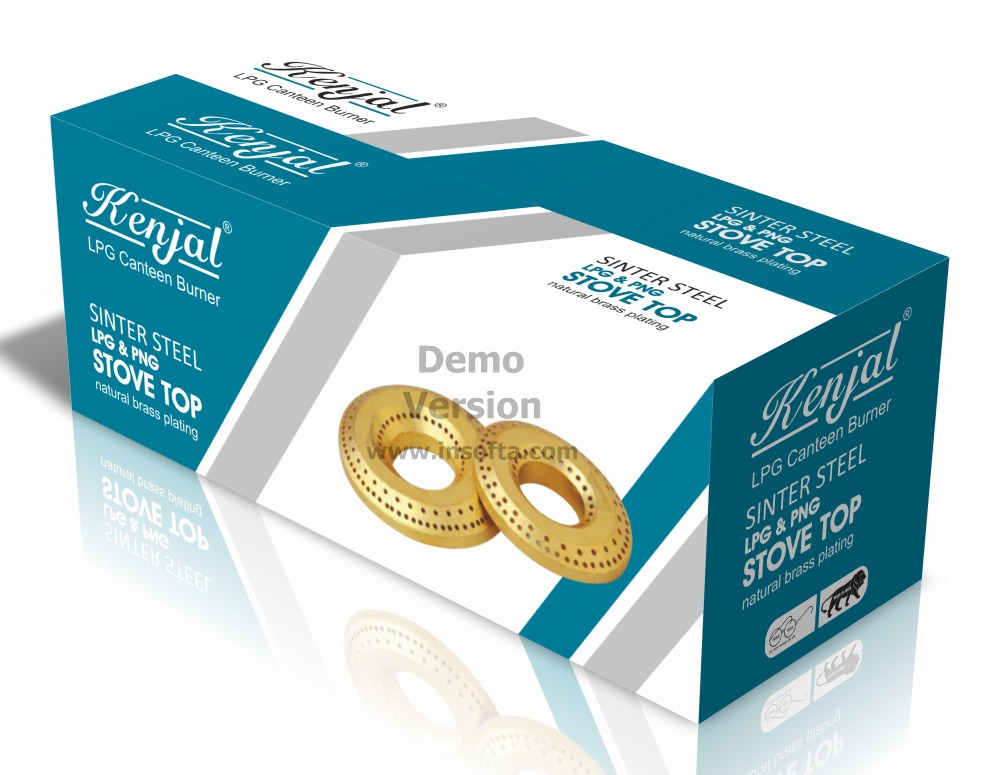 Kenjal®
LPG Canteen Burner
Kenjal®
LPG Canteen Burner
Kenjal®
LPG Canteen Burner
SINTER STEEL
LPG & PNG
STOVE TOP
natural brass plating
SINTER STEEL
LPG & PNG
STOVE TOP
natural brass plating
SINTER STEEL
LPG & PNG
STOVE TOP
natural brass plating
Demo
Version
www.insofta.com
Kenjal®
LPG Canteen Burner
SINTER STEEL
LPG & PNG
STOVE TOP
natural brass plating